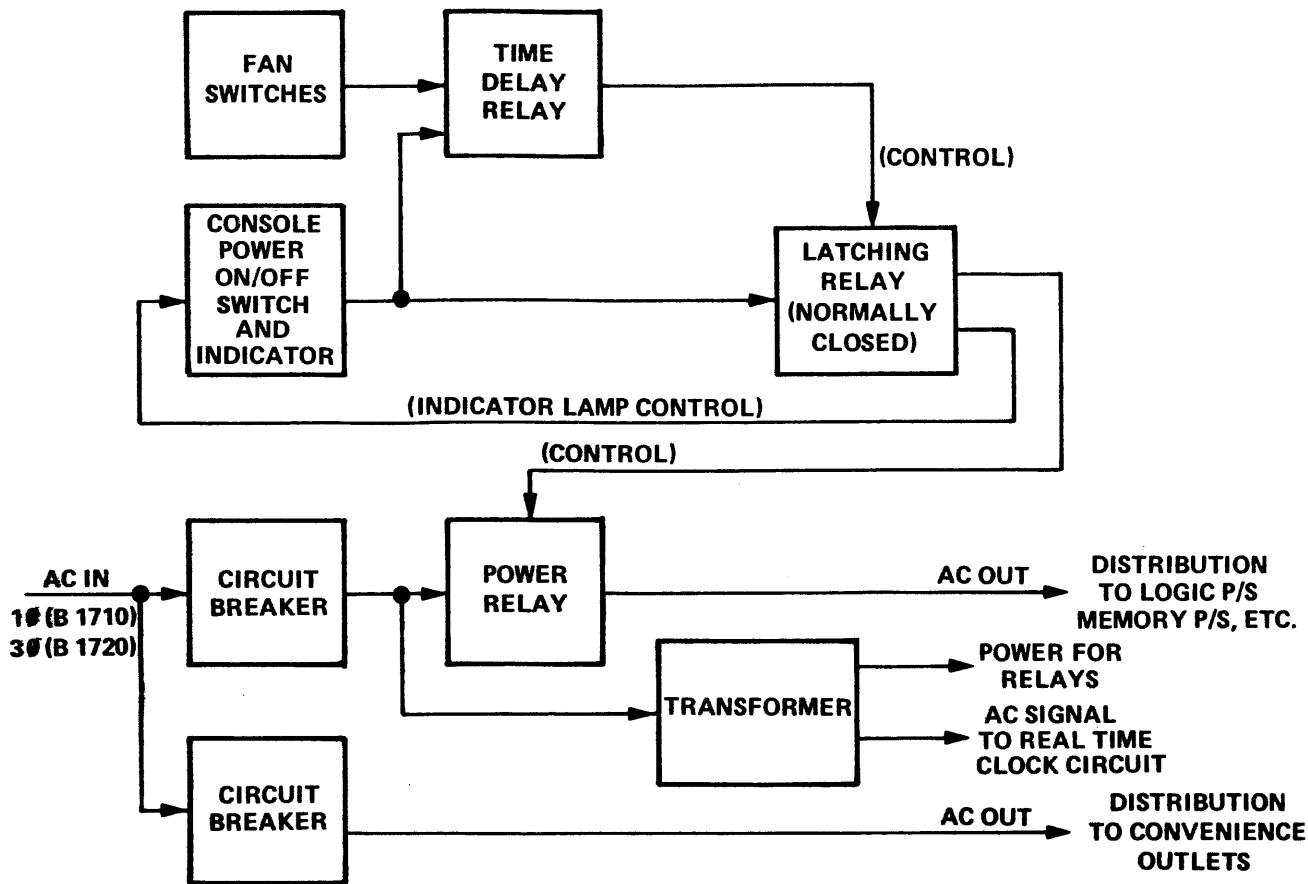 FAN
SWITCHES
TIME
DELAY
RELAY
(CONTROL)
CONSOLE
POWER
ON/OFF
SWITCH
AND
INDICATOR
LATCHING
RELAY
(NORMALLY
CLOSED)
(INDICATOR LAMP CONTROL)
(CONTROL)
AC IN
1Ø (B 1710)
3Ø (B 1720)
CIRCUIT
BREAKER
POWER
RELAY
AC OUT
DISTRIBUTION
TO LOGIC P/S
MEMORY P/S, ETC.
TRANSFORMER
POWER FOR
RELAYS
AC SIGNAL
TO REAL TIME
CLOCK CIRCUIT
CIRCUIT
BREAKER
AC OUT
DISTRIBUTION
TO CONVENIENCE
OUTLETS